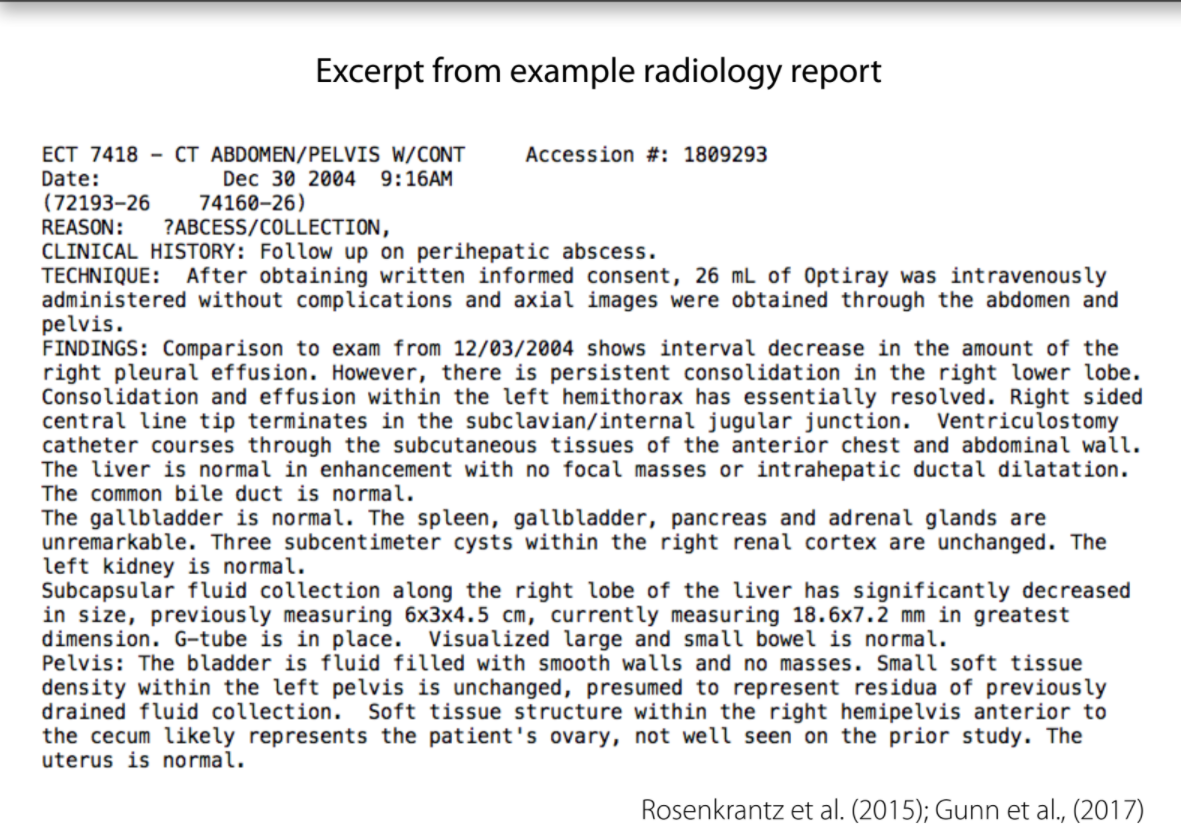 Excerpt from example radiology report
ECT 7418 – CT ABDOMEN/PELVIS W/CONT     Accession #: 1809293
Date:          Dec 30 2004  9:16AM
(72193–26    74160–26)
REASON:   ?ABCESS/COLLECTION,
CLINICAL HISTORY: Follow up on perihepatic abscess.
TECHNIQUE:  After obtaining written informed consent, 26 mL of Optiray was intravenously
administered without complications and axial images were obtained through the abdomen and
pelvis.
FINDINGS: Comparison to exam from 12/03/2004 shows interval decrease in the amount of the
right pleural effusion. However, there is persistent consolidation in the right lower lobe.
Consolidation and effusion within the left hemithorax has essentially resolved. Right sided
central line tip terminates in the subclavian/internal jugular junction.  Ventriculostomy
catheter courses through the subcutaneous tissues of the anterior chest and abdominal wall.
The liver is normal in enhancement with no focal masses or intrahepatic ductal dilatation.
The common bile duct is normal.
The gallbladder is normal. The spleen, gallbladder, pancreas and adrenal glands are
unremarkable. Three subcentimeter cysts within the right renal cortex are unchanged. The
left kidney is normal.
Subcapsular fluid collection along the right lobe of the liver has significantly decreased
in size, previously measuring 6x3x4.5 cm, currently measuring 18.6x7.2 mm in greatest
dimension. G–tube is in place.  Visualized large and small bowel is normal.
Pelvis: The bladder is fluid filled with smooth walls and no masses. Small soft tissue
density within the left pelvis is unchanged, presumed to represent residua of previously
drained fluid collection.  Soft tissue structure within the right hemipelvis anterior to
the cecum likely represents the patient's ovary, not well seen on the prior study. The
uterus is normal.
Rosenkrantz et al. (2015); Gunn et al., (2017)